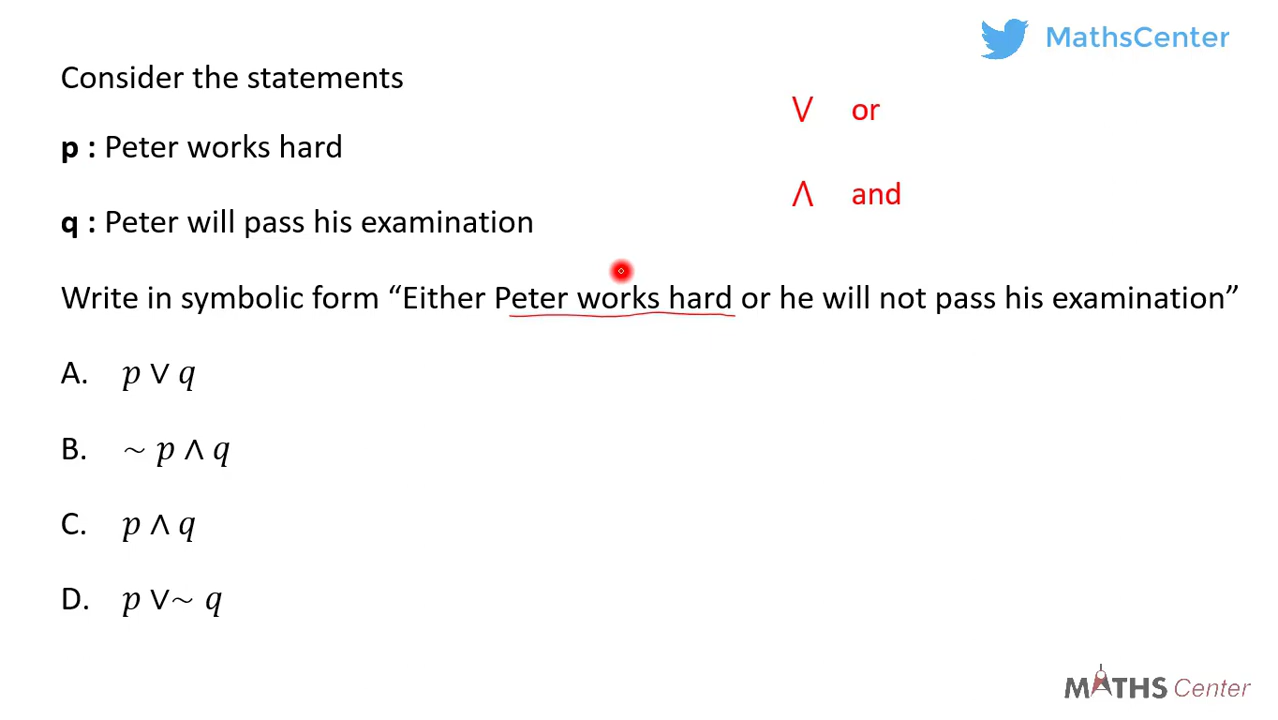 MathsCenter
Consider the statements
∨ or
p : Peter works hard
∧ and
q : Peter will pass his examination
Write in symbolic form “Either Peter works hard or he will not pass his examination”
A. p ∨ q
B. ~ p ∧ q
C. p ∧ q
D. p ∨~ q
MATHS Center